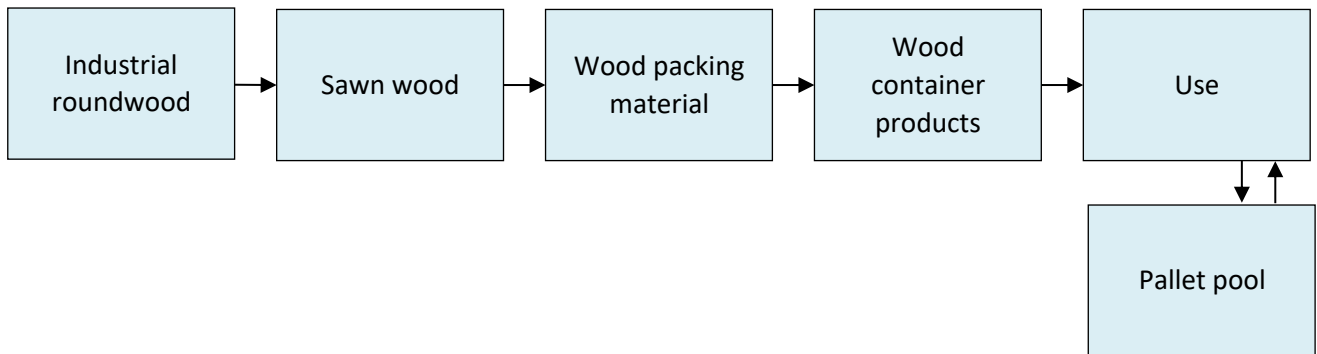 Industrial
roundwood
Sawn wood
Wood packing
material
Wood
container
products
Use
Pallet pool